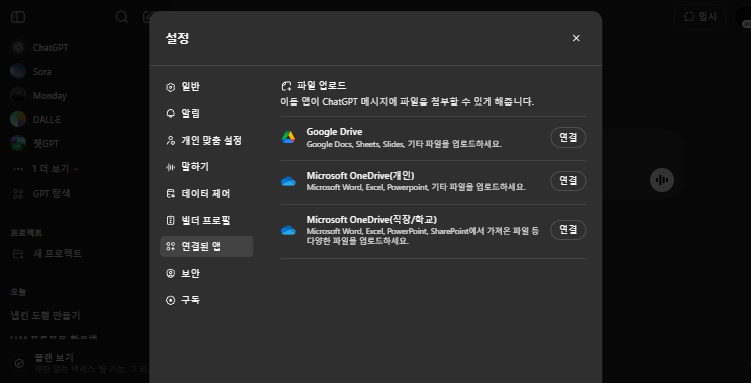 임시
ChatGPT
Sora
Monday
DALL·E
챗GPT
1 더 보기
GPT 탐색
프로젝트
새 프로젝트
오늘
냅킨 도형 만들기
플랜 보기
설정
일반
알림
개인 맞춤 설정
말하기
데이터 제어
빌더 프로필
연결된 앱
보안
구독
파일 업로드
이들 앱이 ChatGPT 메시지에 파일을 첨부할 수 있게 해줍니다.
Google Drive
Google Docs, Sheets, Slides, 기타 파일을 업로드하세요.
연결
Microsoft OneDrive(개인)
Microsoft Word, Excel, Powerpoint, 기타 파일을 업로드하세요.
연결
Microsoft OneDrive(직장/학교)
Microsoft Word, Excel, PowerPoint, SharePoint에서 가져온 파일 등
다양한 파일을 업로드하세요.
연결